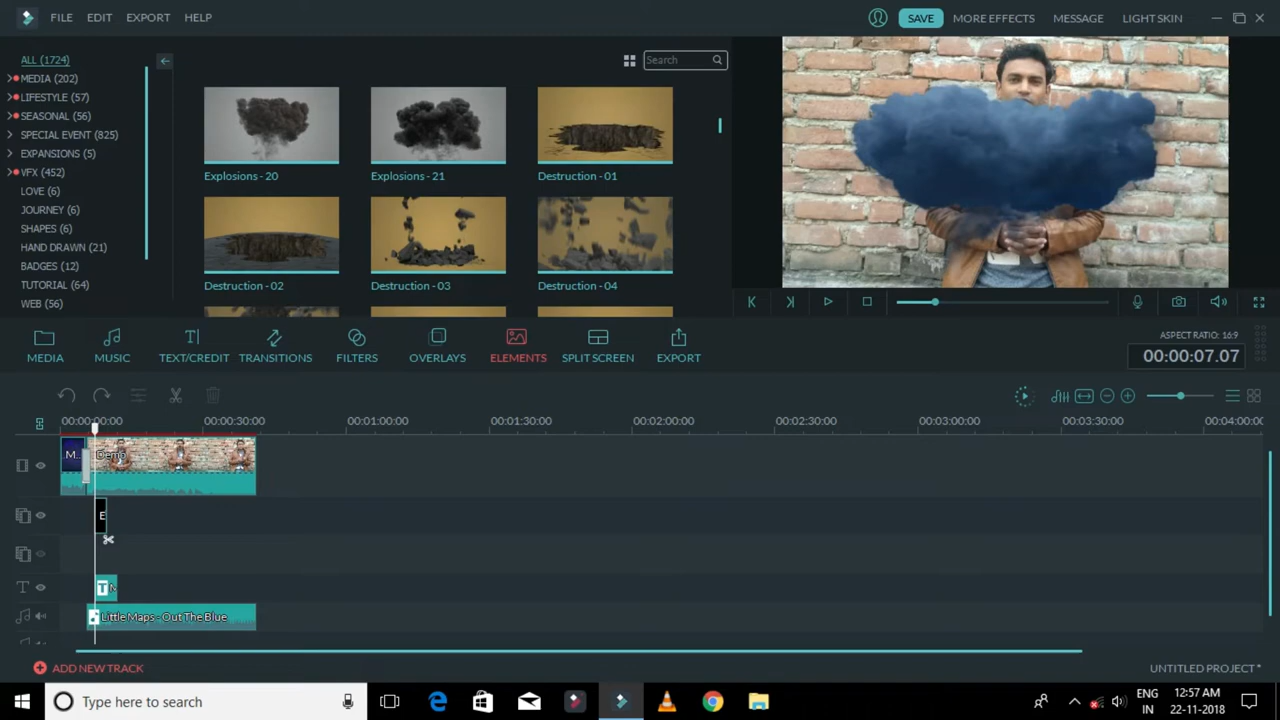 FILE EDIT EXPORT HELP
SAVE MORE EFFECTS MESSAGE LIGHT SKIN
ALL (1724)
MEDIA (202)
LIFESTYLE (57)
SEASONAL (56)
SPECIAL EVENT (825)
EXPANSIONS (5)
VFX (452)
LOVE (6)
JOURNEY (6)
SHAPES (6)
HAND DRAWN (21)
BADGES (12)
TUTORIAL (64)
WEB (56)
Search
Explosions - 20 Explosions - 21 Destruction - 01
Destruction - 02 Destruction - 03 Destruction - 04
MEDIA MUSIC TEXT/CREDIT TRANSITIONS FILTERS OVERLAYS ELEMENTS SPLIT SCREEN EXPORT
ASPECT RATIO: 16:9
00:00:07.07
00:00:00:00 00:00:30:00 00:01:00:00 00:01:30:00 00:02:00:00 00:02:30:00 00:03:00:00 00:03:30:00 00:04:00:0
M... Demo
E
T M
Little Maps - Out The Blue
ADD NEW TRACK
UNTITLED PROJECT *
Type here to search
ENG
IN
12:57 AM
22-11-2018